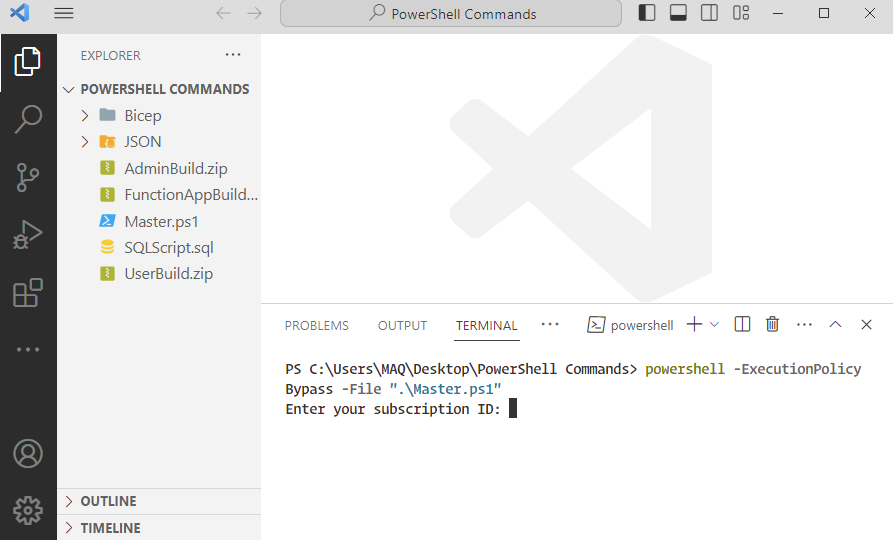 PowerShell Commands
EXPLORER
POWERSHELL COMMANDS
Bicep
JSON
AdminBuild.zip
FunctionAppBuild...
Master.ps1
SQLScript.sql
UserBuild.zip
OUTLINE
TIMELINE
PROBLEMS OUTPUT TERMINAL powershell
PS C:\Users\MAQ\Desktop\PowerShell Commands> powershell -ExecutionPolicy
Bypass -File ".\Master.ps1"
Enter your subscription ID: